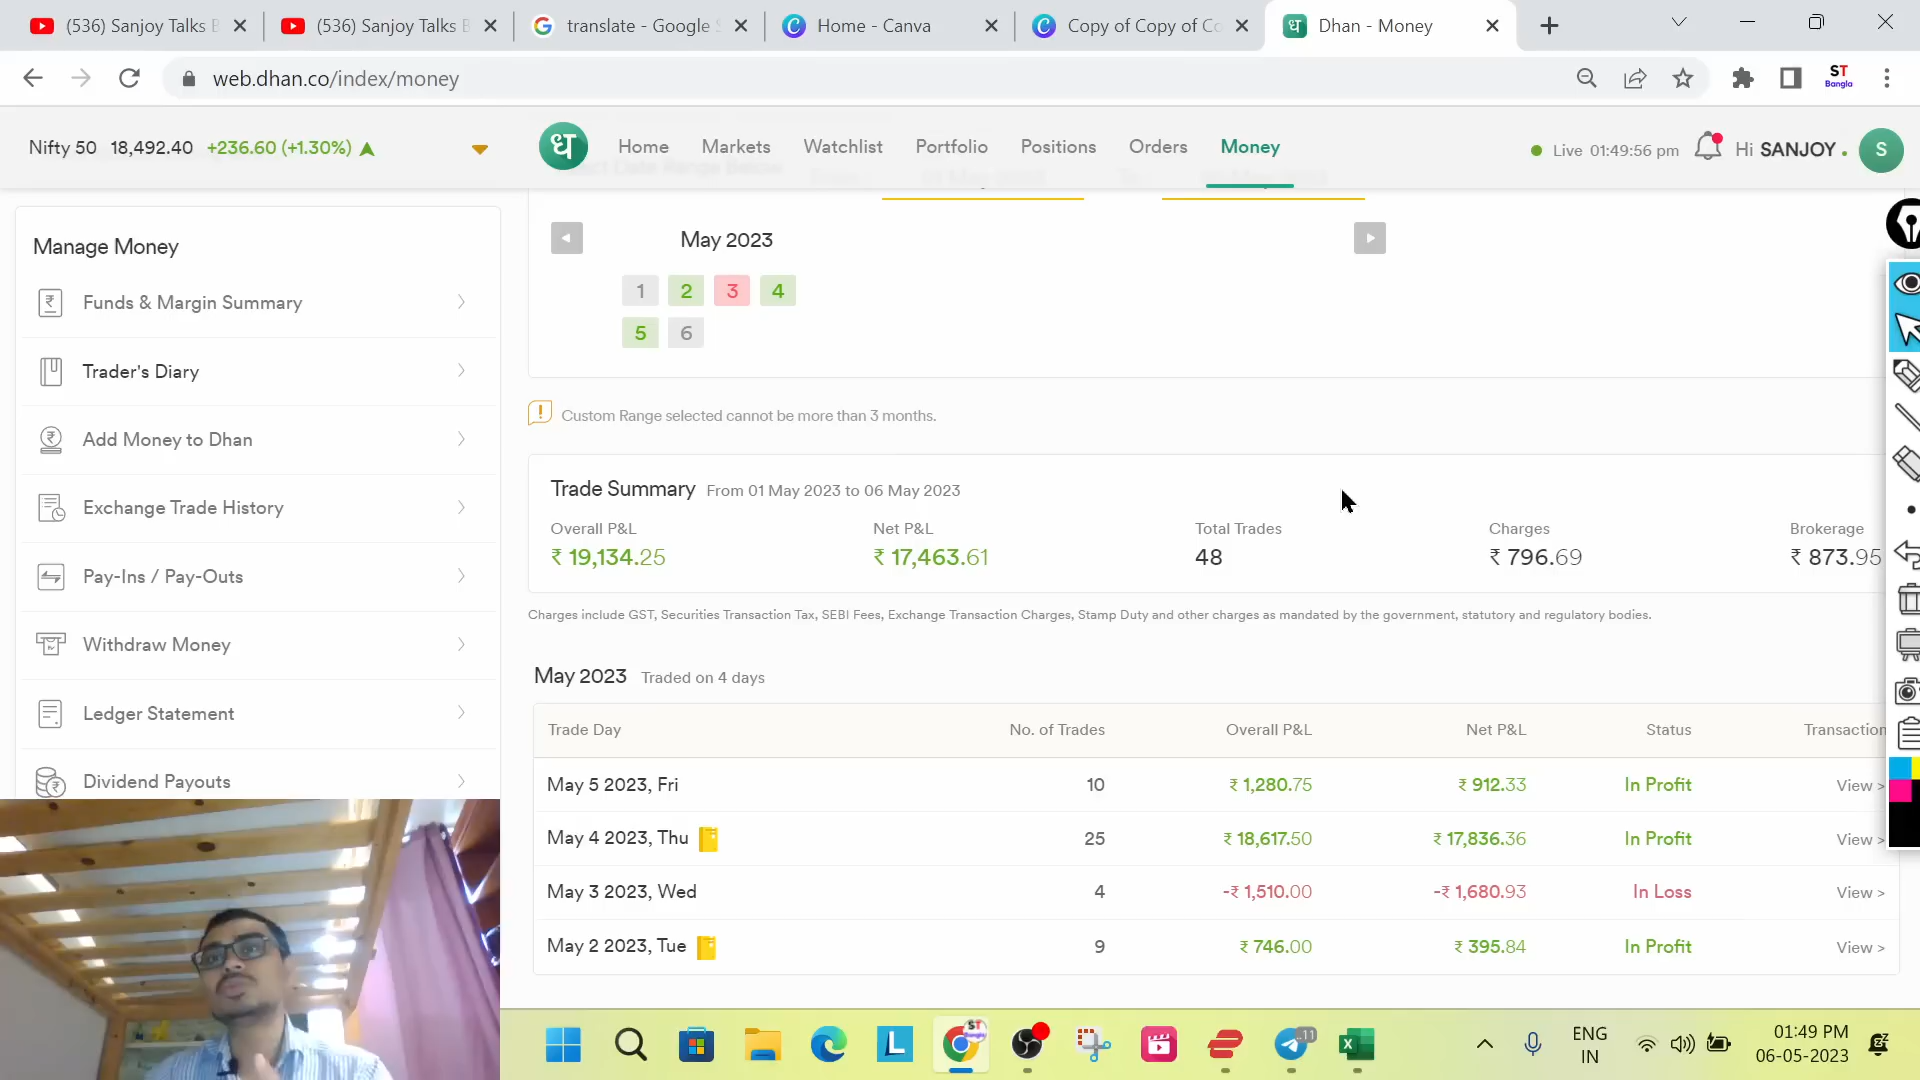 (536) Sanjoy Talks B
(536) Sanjoy Talks B
translate - Google S
Home - Canva
Copy of Copy of Co
Dhan - Money
web.dhan.co/index/money
ST
Bangla
Nifty 50 18,492.40 +236.60 (+1.30%)
ध
Home
Markets
Watchlist
Portfolio
Positions
Orders
Money
Live 01:49:56 pm
Hi SANJOY.
S
Manage Money
Funds & Margin Summary
Trader's Diary
Add Money to Dhan
Exchange Trade History
Pay-Ins / Pay-Outs
Withdraw Money
Ledger Statement
Dividend Payouts
May 2023
1 2 3 4
5 6
Custom Range selected cannot be more than 3 months.
Trade Summary From 01 May 2023 to 06 May 2023
Overall P&L Net P&L Total Trades Charges Brokerage
₹ 19,134.25 ₹ 17,463.61 48 ₹ 796.69 ₹ 873.95
Charges include GST, Securities Transaction Tax, SEBI Fees, Exchange Transaction Charges, Stamp Duty and other charges as mandated by the government, statutory and regulatory bodies.
May 2023 Traded on 4 days
Trade Day No. of Trades Overall P&L Net P&L Status Transaction
May 5 2023, Fri 10 ₹ 1,280.75 ₹ 912.33 In Profit View >
May 4 2023, Thu 25 ₹ 18,617.50 ₹ 17,836.36 In Profit View >
May 3 2023, Wed 4 -₹ 1,510.00 -₹ 1,680.93 In Loss View >
May 2 2023, Tue 9 ₹ 746.00 ₹ 395.84 In Profit View >
L
ST
Bangla
11
X
ENG
IN
01:49 PM
06-05-2023